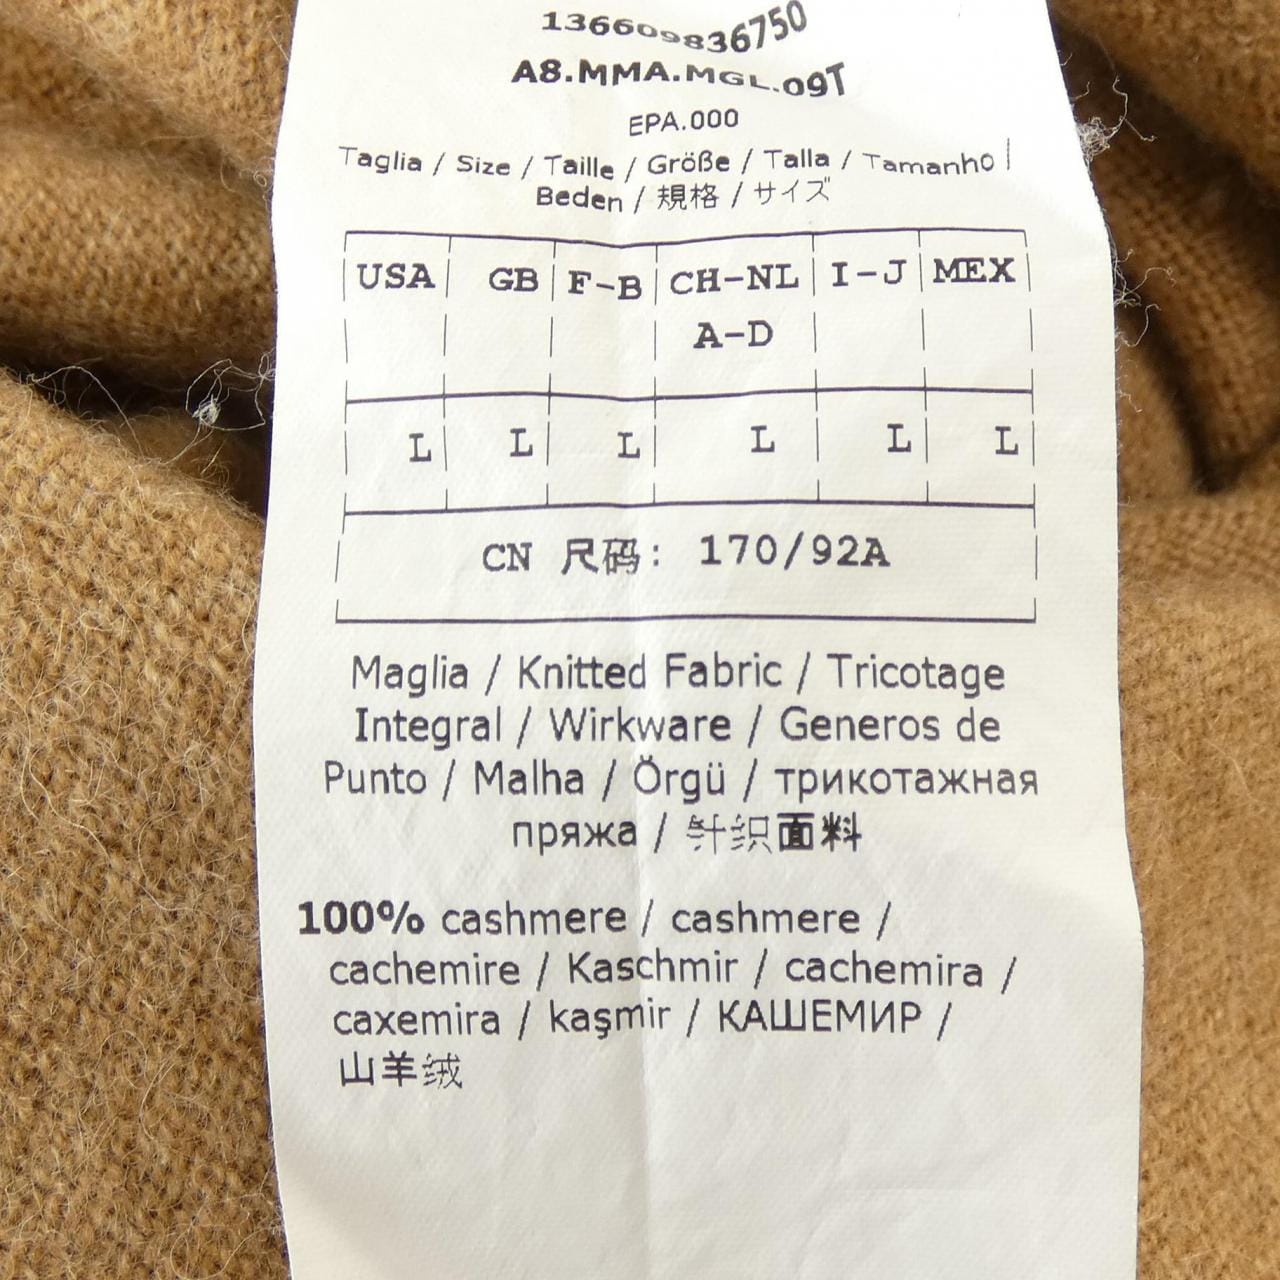 136609836750
A8.MMA.MGL.09T
EPA.000
Taglia / Size / Taille / Größe / Talla / Tamanho /
Beden / 規格 / サイズ
USA GB F-B CH-NL I-J MEX
A-D
L L L L L L
CN 尺码: 170/92A
Maglia / Knitted Fabric / Tricotage
Integral / Wirkware / Generos de
Punto / Malha / Örgü / трикотажная
пряжа / 针织面料
100% cashmere / cashmere /
cachemire / Kaschmir / cachemira /
caxemira / kaşmir / КАШЕМИР /
山羊绒